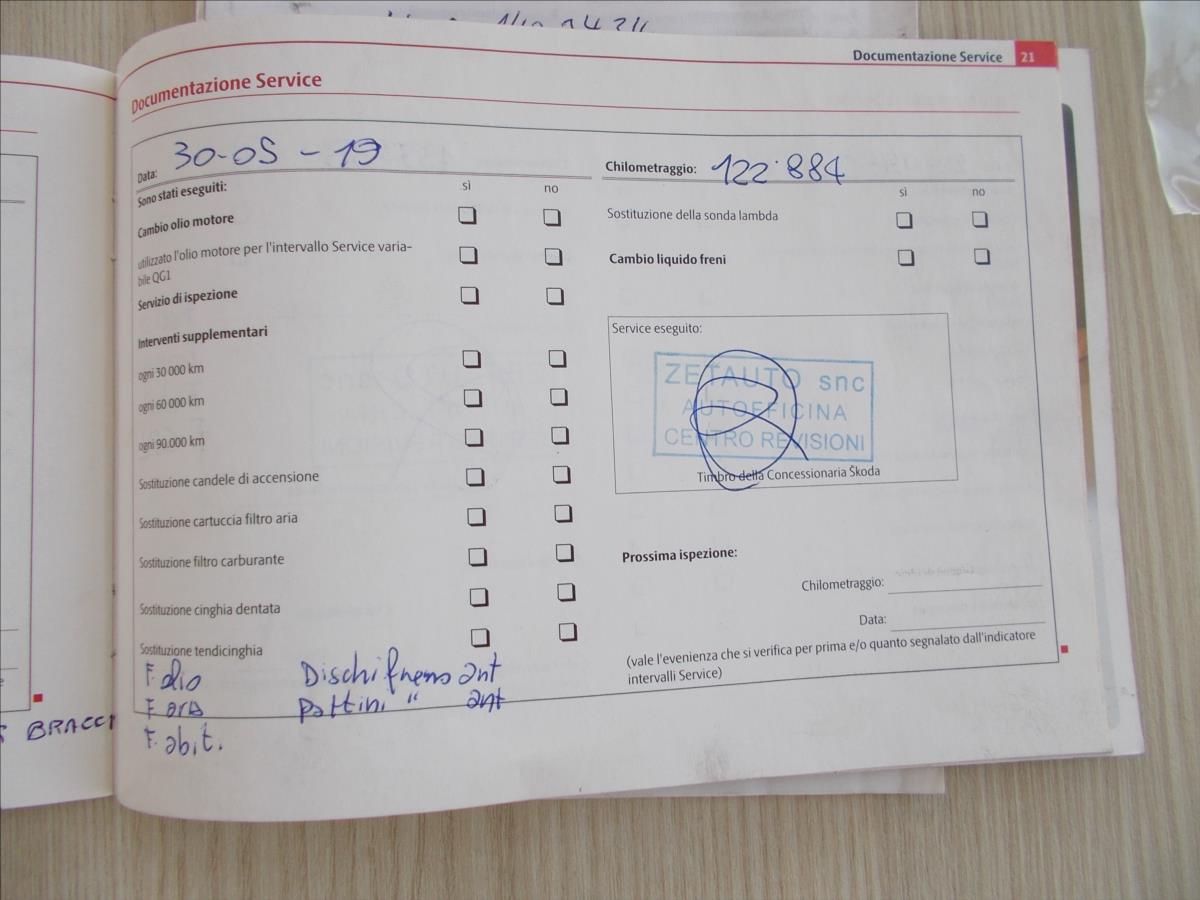 Documentazione Service 21
Documentazione Service
Data: 30-05-19
Chilometraggio: 122.884
Sono stati eseguiti: sì no
sì no
Cambio olio motore
Sostituzione della sonda lambda
utilizzato l'olio motore per l'intervallo Service varia-
bile QG1
Cambio liquido freni
Servizio di ispezione
Interventi supplementari
ogni 30 000 km
ogni 60 000 km
ogni 90.000 km
Sostituzione candele di accensione
Sostituzione cartuccia filtro aria
Sostituzione filtro carburante
Sostituzione cinghia dentata
Sostituzione tendicinghia
Service eseguito:
ZETAUTO snc
AUTOFFICINA
CENTRO REVISIONI
Timbro della Concessionaria Škoda
Prossima ispezione:
Chilometraggio:
Data:
(vale l'evenienza che si verifica per prima e/o quanto segnalato dall'indicatore
intervalli Service)
F. olio Dischi freno ant
F aria pattini " ant
F. abit.
BRACCI